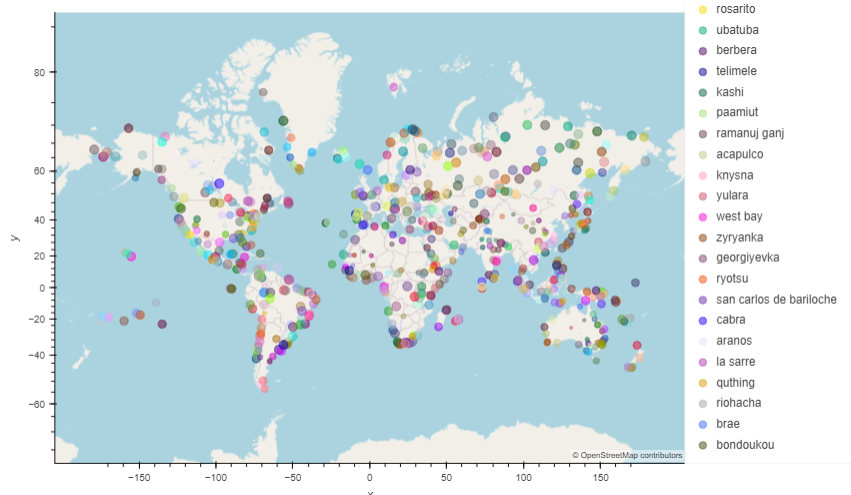 rosarito
ubatuba
berbera
telimele
kashi
paamiut
ramanuj ganj
acapulco
knysna
yulara
west bay
zyryanka
georgiyevka
ryotsu
san carlos de bariloche
cabra
aranos
la sarre
quthing
riohacha
brae
bondoukou
80
60
40
20
0
−20
−40
−60
y
© OpenStreetMap contributors
−150 −100 −50 0 50 100 150